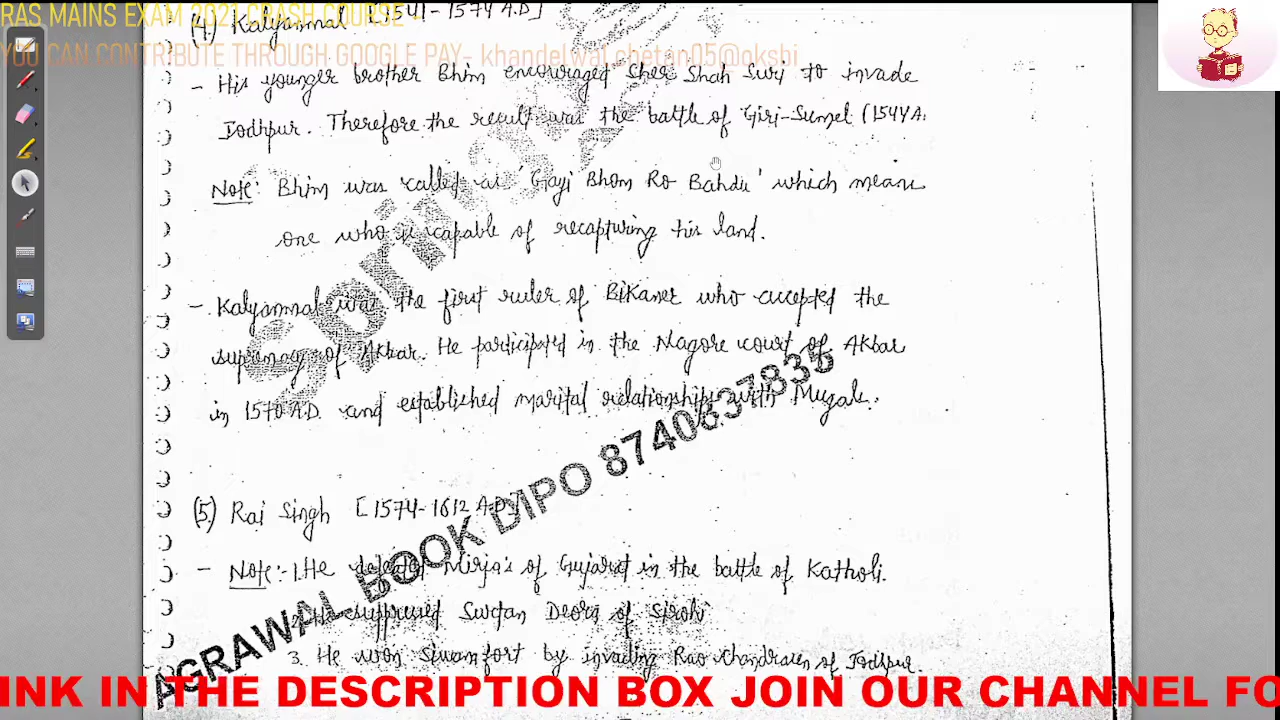 RAS MAINS EXAM 2021 CRASH COURSE -
YOU CAN CONTRIBUTE THROUGH GOOGLE PAY- khandelwal.chetan05@oksbi
(4) Kalyanmal [1541 - 1574 A.D]
- His younger brother Bhim encouraged Sher Shah Suri to invade
Jodhpur. Therefore the result was the battle of Giri-Sumel (1544 A.
Note: Bhim was called as 'Gayi Bhom Ro Bahdu' which means
one who is capable of recapturing his land.
- Kalyanmal was the first ruler of Bikaner who accepted the
supremacy of Akbar. He participated in the Nagore court of Akbar
in 1570 A.D. and established marital relationships with Mugals.
(5) Rai Singh [1574-1612 A.D.]
- Note:- 1. He defeated Mirja's of Gujarat in the battle of Katholi.
2. He suppressed Surtan Deora of Sirohi
3. He won Siwanfort by invading Rao Chandrasen of Jodhpur.
AGRAWAL BOOK DIPO 8740837835
INK IN THE DESCRIPTION BOX JOIN OUR CHANNEL FO